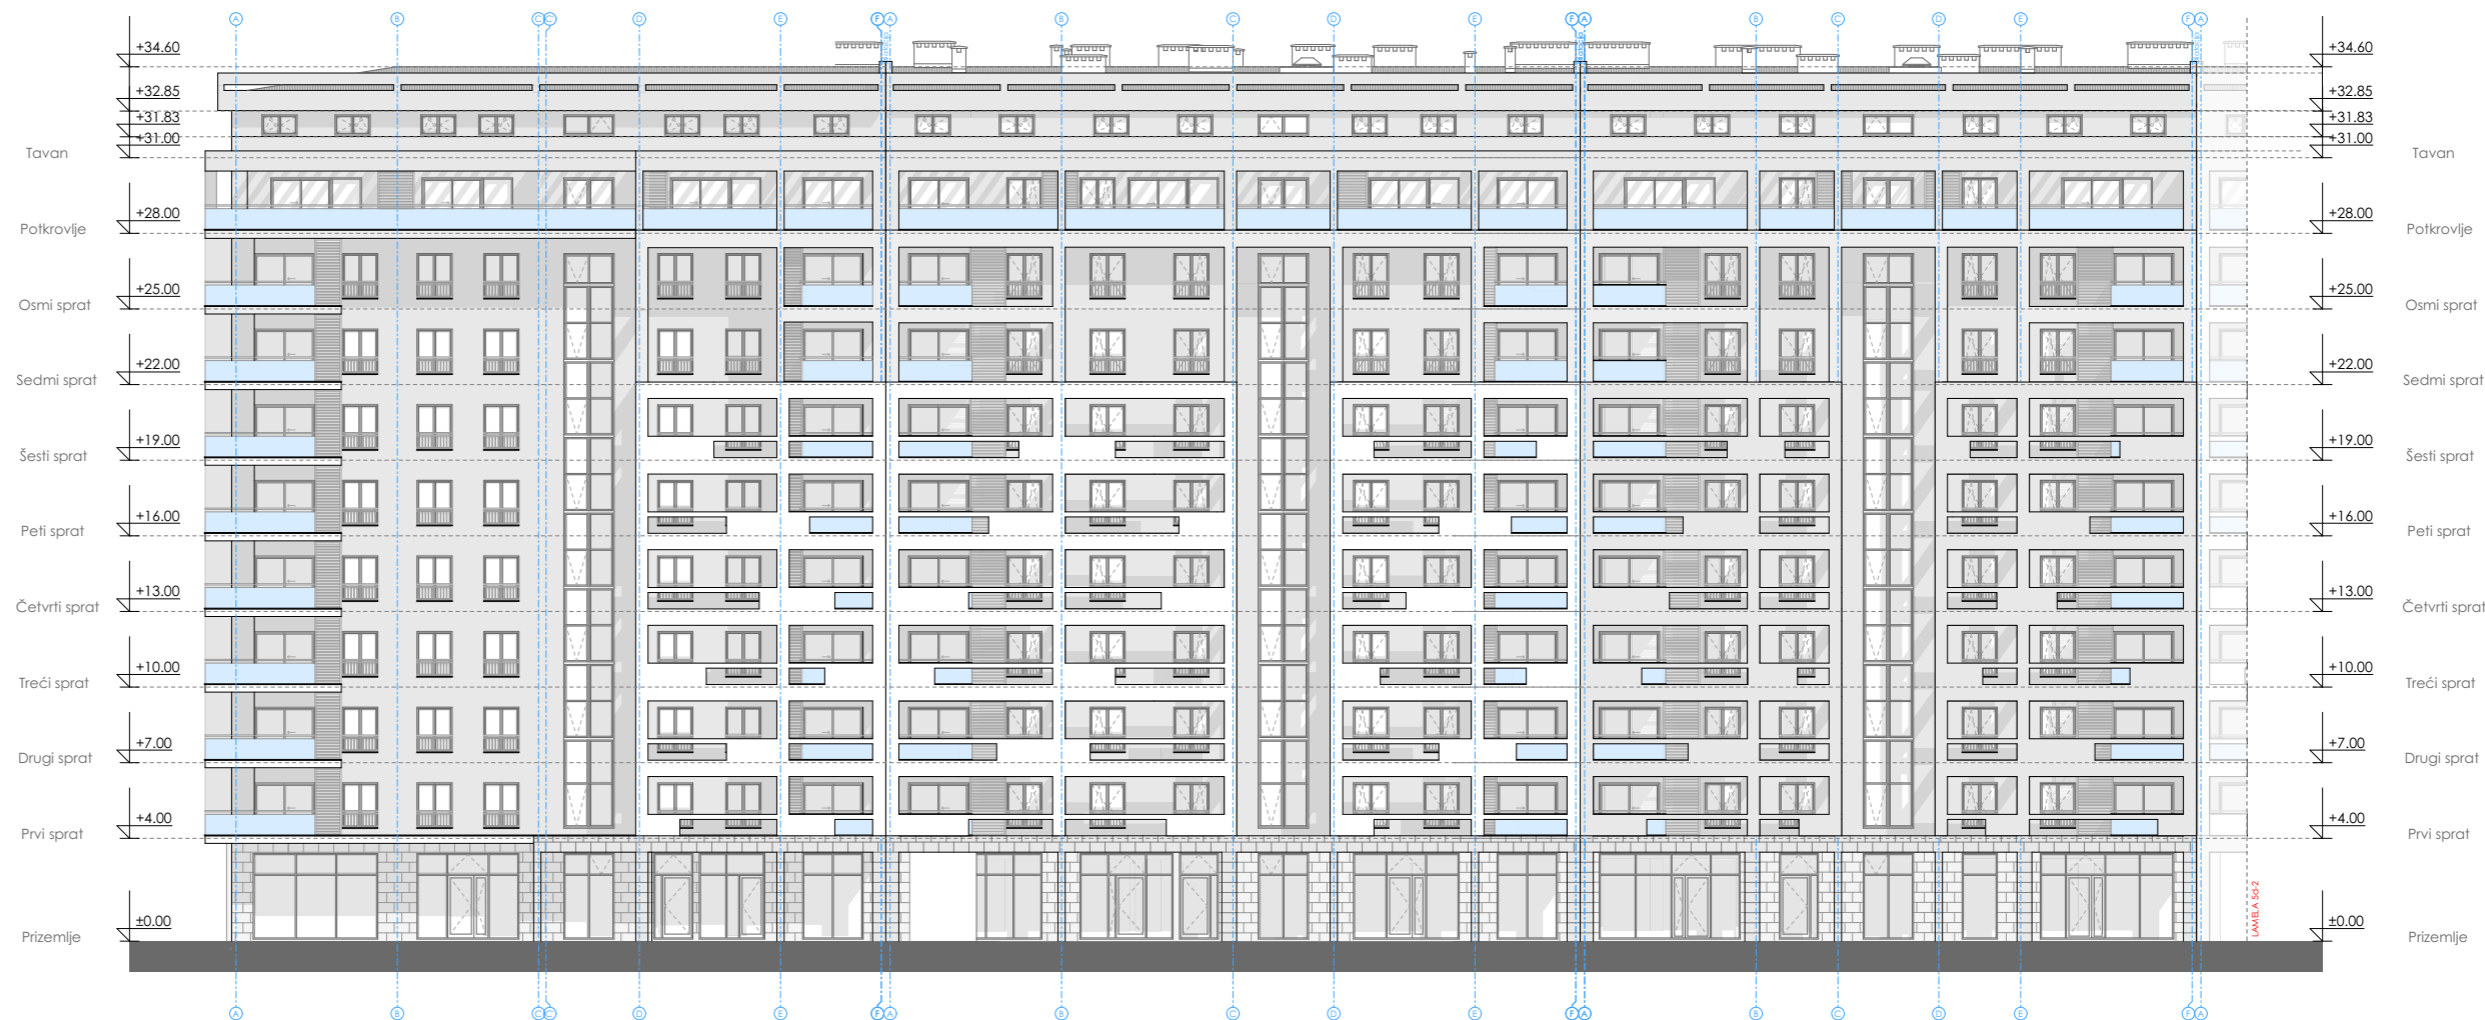 A B C C D E F A B C D E F A B C D E F A
+34.60 +34.60
+32.85 +32.85
+31.83 +31.83
+31.00 +31.00
Tavan Tavan
+28.00 +28.00
Potkrovlje Potkrovlje
+25.00 +25.00
Osmi sprat Osmi sprat
+22.00 +22.00
Sedmi sprat Sedmi sprat
+19.00 +19.00
Šesti sprat Šesti sprat
+16.00 +16.00
Peti sprat Peti sprat
+13.00 +13.00
Četvrti sprat Četvrti sprat
+10.00 +10.00
Treći sprat Treći sprat
+7.00 +7.00
Drugi sprat Drugi sprat
+4.00 +4.00
Prvi sprat Prvi sprat
LAMELA 5d-2
±0.00 ±0.00
Prizemlje Prizemlje
A B C C D E F A B C D E F A B C D E F A